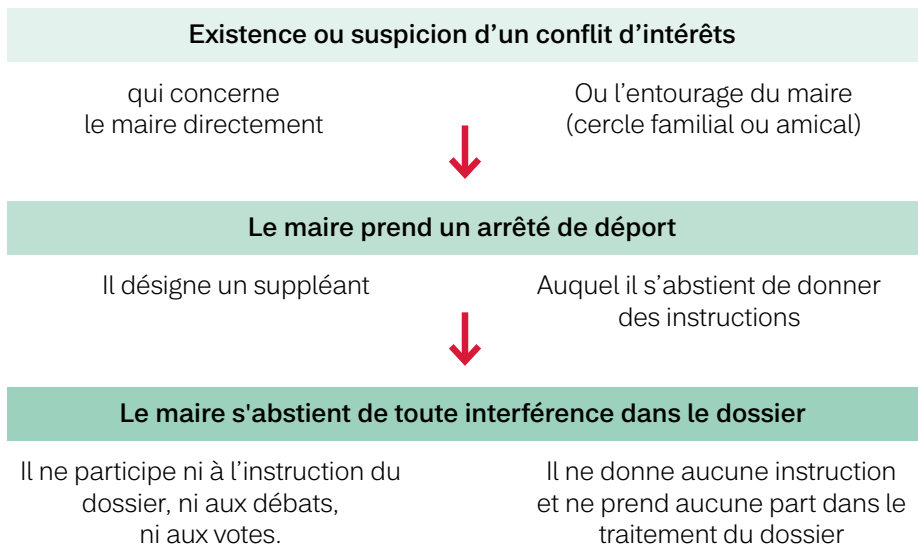 Existence ou suspicion d’un conflit d’intérêts
qui concerne
le maire directement
Ou l’entourage du maire
(cercle familial ou amical)
Le maire prend un arrêté de déport
Il désigne un suppléant
Auquel il s’abstient de donner
des instructions
Le maire s'abstient de toute interférence dans le dossier
Il ne participe ni à l’instruction du
dossier, ni aux débats,
ni aux votes.
Il ne donne aucune instruction
et ne prend aucune part dans le
traitement du dossier